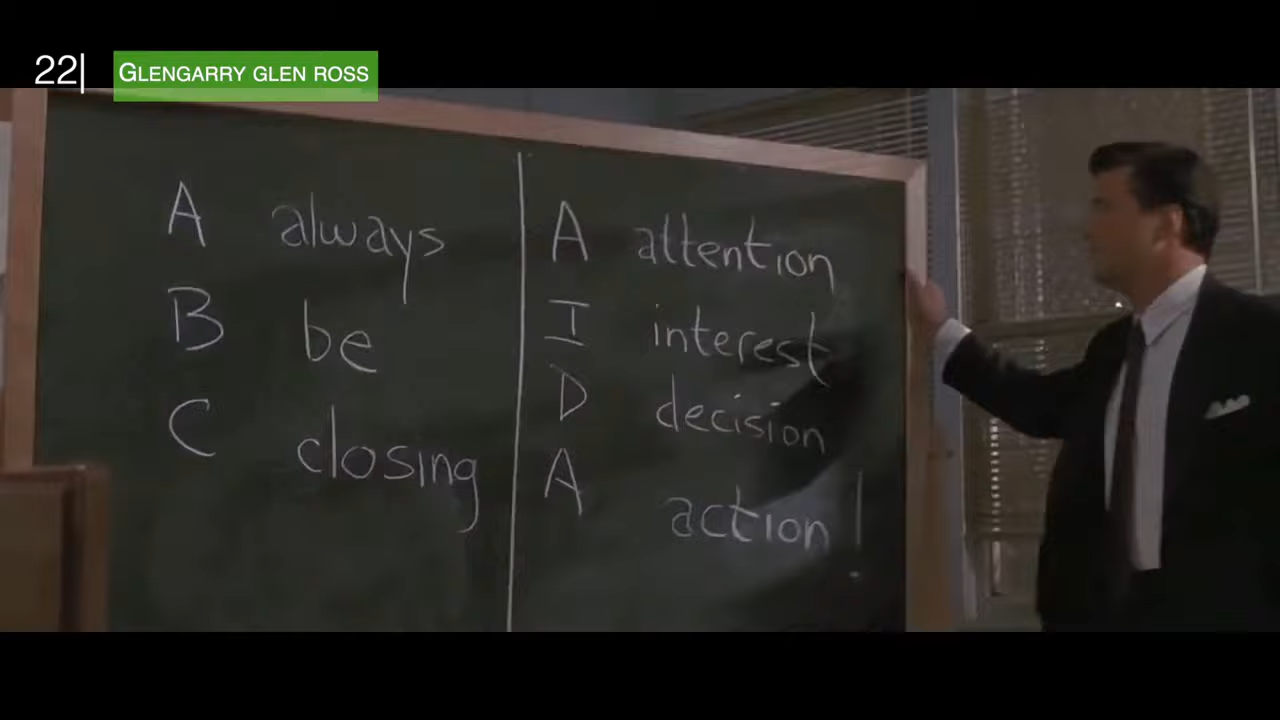 22|
GLENGARRY GLEN ROSS
A always
B be
C closing
A attention
I interest
D decision
A action!